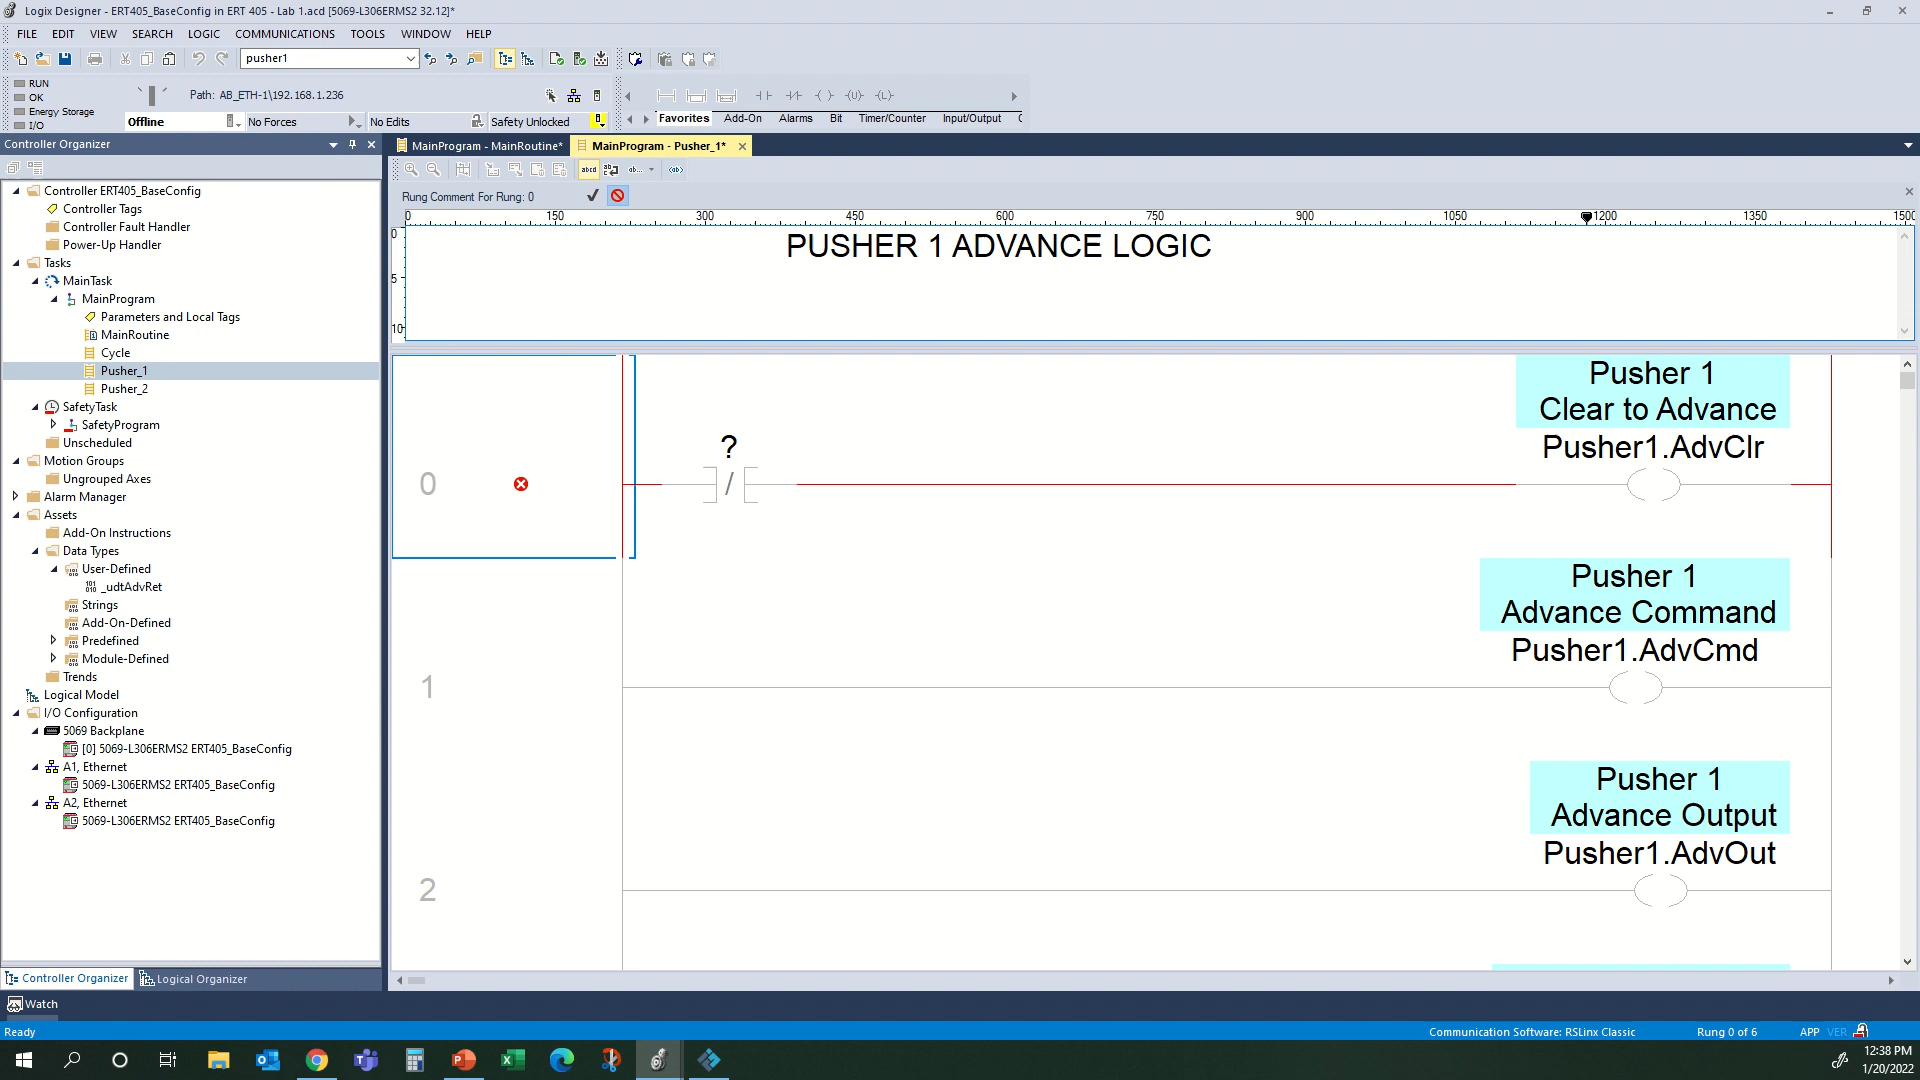 Logix Designer - ERT405_BaseConfig in ERT 405 - Lab 1.acd [5069-L306ERMS2 32.12]*
FILE EDIT VIEW SEARCH LOGIC COMMUNICATIONS TOOLS WINDOW HELP
pusher1
RUN
OK
Energy Storage
I/O
Path: AB_ETH-1\192.168.1.236
Offline
No Forces
No Edits
Safety Unlocked
Favorites Add-On Alarms Bit Timer/Counter Input/Output
Controller Organizer
Controller ERT405_BaseConfig
Controller Tags
Controller Fault Handler
Power-Up Handler
Tasks
MainTask
MainProgram
Parameters and Local Tags
MainRoutine
Cycle
Pusher_1
Pusher_2
SafetyTask
SafetyProgram
Unscheduled
Motion Groups
Ungrouped Axes
Alarm Manager
Assets
Add-On Instructions
Data Types
User-Defined
_udtAdvRet
Strings
Add-On-Defined
Predefined
Module-Defined
Trends
Logical Model
I/O Configuration
5069 Backplane
[0] 5069-L306ERMS2 ERT405_BaseConfig
A1, Ethernet
5069-L306ERMS2 ERT405_BaseConfig
A2, Ethernet
5069-L306ERMS2 ERT405_BaseConfig
Controller Organizer
Logical Organizer
MainProgram - MainRoutine*
MainProgram - Pusher_1*
abcd
Rung Comment For Rung: 0
0 150 300 450 600 750 900 1050 1200 1350 1500
0
5
10
PUSHER 1 ADVANCE LOGIC
Pusher 1
Clear to Advance
Pusher1.AdvClr
?
/
0
Pusher 1
Advance Command
Pusher1.AdvCmd
1
Pusher 1
Advance Output
Pusher1.AdvOut
2
Watch
Ready
Communication Software: RSLinx Classic
Rung 0 of 6
APP VER
12:38 PM
1/20/2022